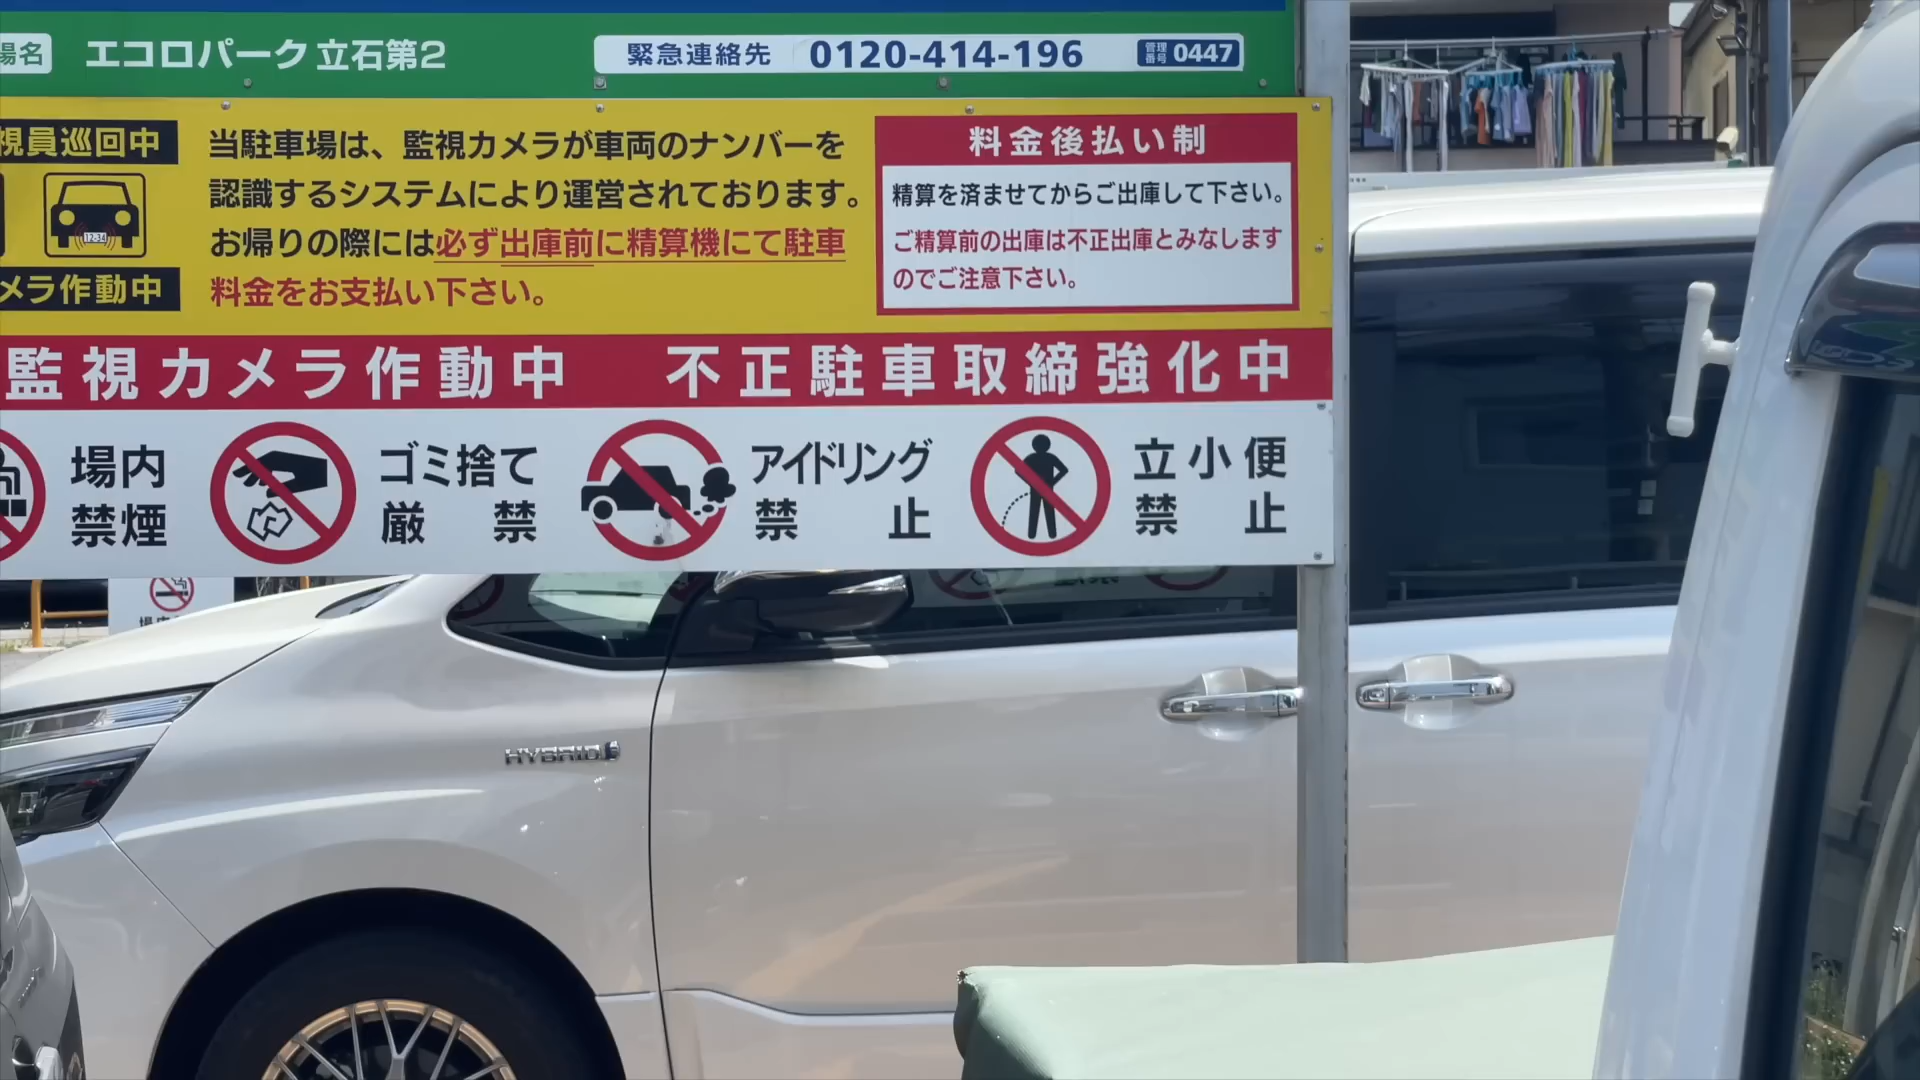 場名 エコロパーク 立石第2 緊急連絡先 0120-414-196 管理番号 0447
視員巡回中
メラ作動中
当駐車場は、監視カメラが車両のナンバーを
認識するシステムにより運営されております。
お帰りの際には必ず出庫前に精算機にて駐車
料金をお支払い下さい。
料金後払い制
精算を済ませてからご出庫して下さい。
ご精算前の出庫は不正出庫とみなします
のでご注意下さい。
監視カメラ作動中 不正駐車取締強化中
場内
禁煙
ゴミ捨て
厳禁
アイドリング
禁止
立小便
禁止
HYBRID